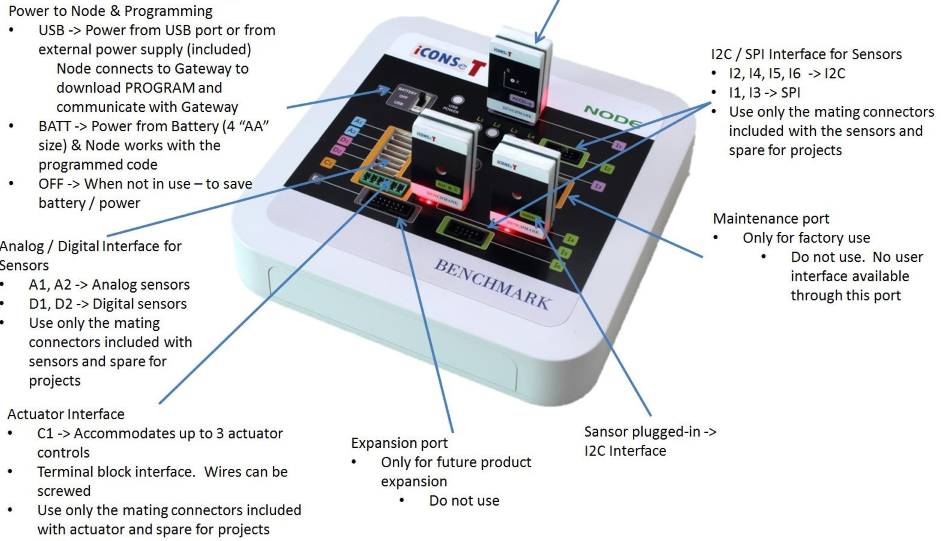 Power to Node & Programming
• USB -> Power from USB port or from
external power supply (included)
Node connects to Gateway to
download PROGRAM and
communicate with Gateway
• BATT -> Power from Battery (4 “AA”
size) & Node works with the
programmed code
• OFF -> When not in use – to save
battery / power
Analog / Digital Interface for
Sensors
• A1, A2 -> Analog sensors
• D1, D2 -> Digital sensors
• Use only the mating
connectors included with
sensors and spare for
projects
Actuator Interface
• C1 -> Accommodates up to 3 actuator
controls
• Terminal block interface. Wires can be
screwed
• Use only the mating connectors included
with actuator and spare for projects
Expansion port
• Only for future product
expansion
• Do not use
Sansor plugged-in ->
I2C Interface
I2C / SPI Interface for Sensors
• I2, I4, I5, I6 -> I2C
• I1, I3 -> SPI
• Use only the mating connectors
included with the sensors and
spare for projects
Maintenance port
• Only for factory use
• Do not use. No user
interface available
through this port
iCONSeT
NODE
BATTERY
OFF
USB
USB
POWER
BENCHMARK
BENCHMARK
BENCHMARK
BENCHMARK